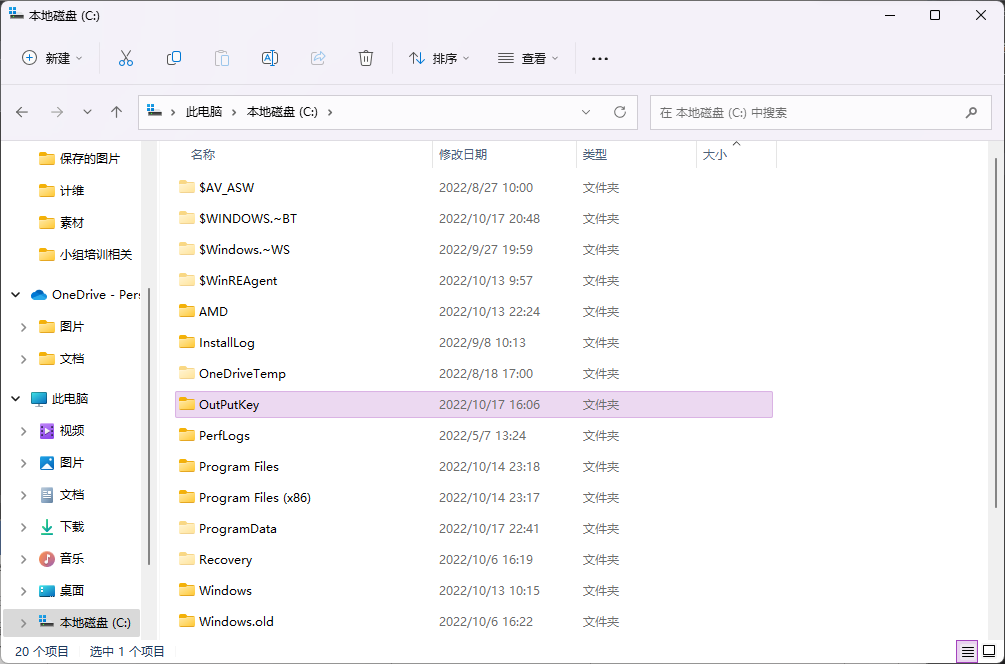 本地磁盘 (C:)
新建 排序 查看
此电脑 本地磁盘 (C:) 在 本地磁盘 (C:) 中搜索
保存的图片
计维
素材
小组培训相关
OneDrive - Pers
图片
文档
此电脑
视频
图片
文档
下载
音乐
桌面
本地磁盘 (C:)
名称 修改日期 类型 大小
$AV_ASW 2022/8/27 10:00 文件夹
$WINDOWS.~BT 2022/10/17 20:48 文件夹
$Windows.~WS 2022/9/27 19:59 文件夹
$WinREAgent 2022/10/13 9:57 文件夹
AMD 2022/10/13 22:24 文件夹
InstallLog 2022/9/8 10:13 文件夹
OneDriveTemp 2022/8/18 17:00 文件夹
OutPutKey 2022/10/17 16:06 文件夹
PerfLogs 2022/5/7 13:24 文件夹
Program Files 2022/10/14 23:18 文件夹
Program Files (x86) 2022/10/14 23:17 文件夹
ProgramData 2022/10/17 22:41 文件夹
Recovery 2022/10/6 16:19 文件夹
Windows 2022/10/13 10:15 文件夹
Windows.old 2022/10/6 16:22 文件夹
20 个项目 选中 1 个项目